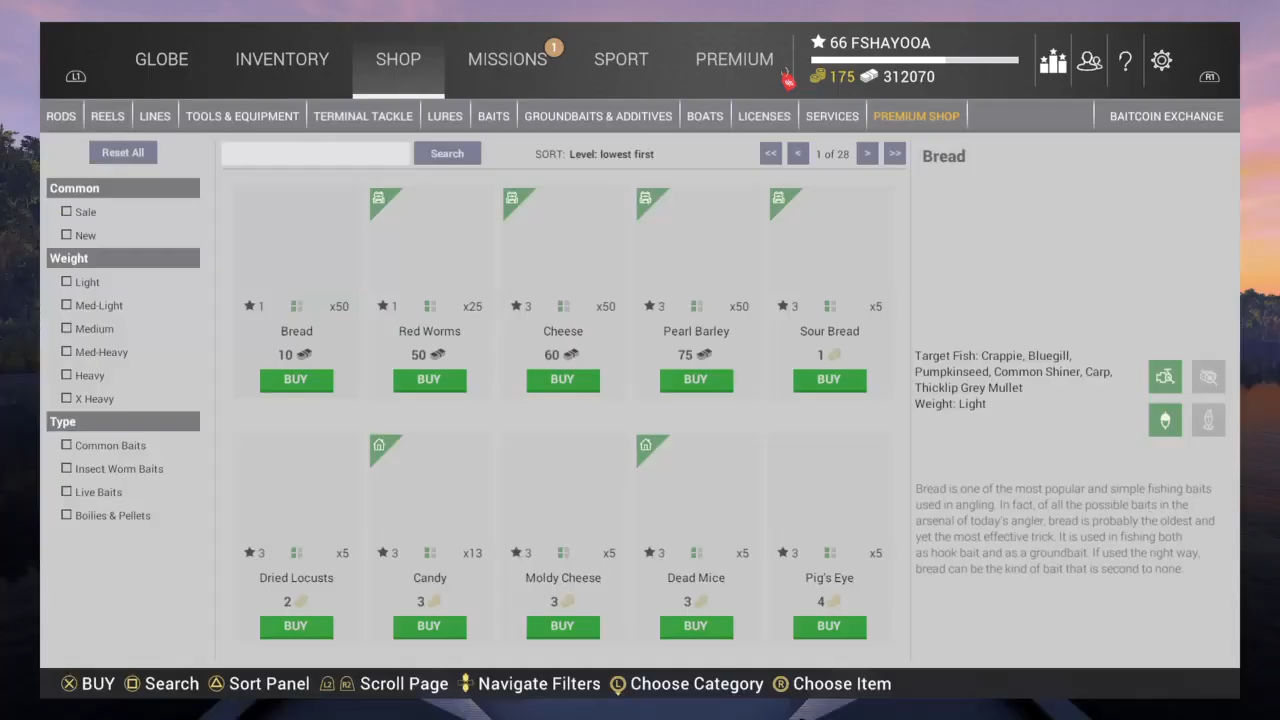 GLOBE INVENTORY SHOP MISSIONS 1 SPORT PREMIUM
66 FSHAYOOA
175 312070
L1 R1
RODS REELS LINES TOOLS & EQUIPMENT TERMINAL TACKLE LURES BAITS GROUNDBAITS & ADDITIVES BOATS LICENSES SERVICES PREMIUM SHOP BAITCOIN EXCHANGE
Reset All
Common
Sale
New
Weight
Light
Med-Light
Medium
Med-Heavy
Heavy
X Heavy
Type
Common Baits
Insect Worm Baits
Live Baits
Boilies & Pellets
Search SORT: Level: lowest first << < 1 of 28 > >>
1 x50 1 x25 3 x50 3 x50 3 x5
Bread Red Worms Cheese Pearl Barley Sour Bread
10 50 60 75 1
BUY BUY BUY BUY BUY
3 x5 3 x13 3 x5 3 x5 3 x5
Dried Locusts Candy Moldy Cheese Dead Mice Pig's Eye
2 3 3 3 4
BUY BUY BUY BUY BUY
Bread
Target Fish: Crappie, Bluegill,
Pumpkinseed, Common Shiner, Carp,
Thicklip Grey Mullet
Weight: Light
Bread is one of the most popular and simple fishing baits
used in angling. In fact, of all the possible baits in the
arsenal of today's angler, bread is probably the oldest and
yet the most effective trick. It is used in fishing both
as hook bait and as a groundbait. If used the right way,
bread can be the kind of bait that is second to none.
BUY Search Sort Panel L2 R2 Scroll Page Navigate Filters L Choose Category R Choose Item